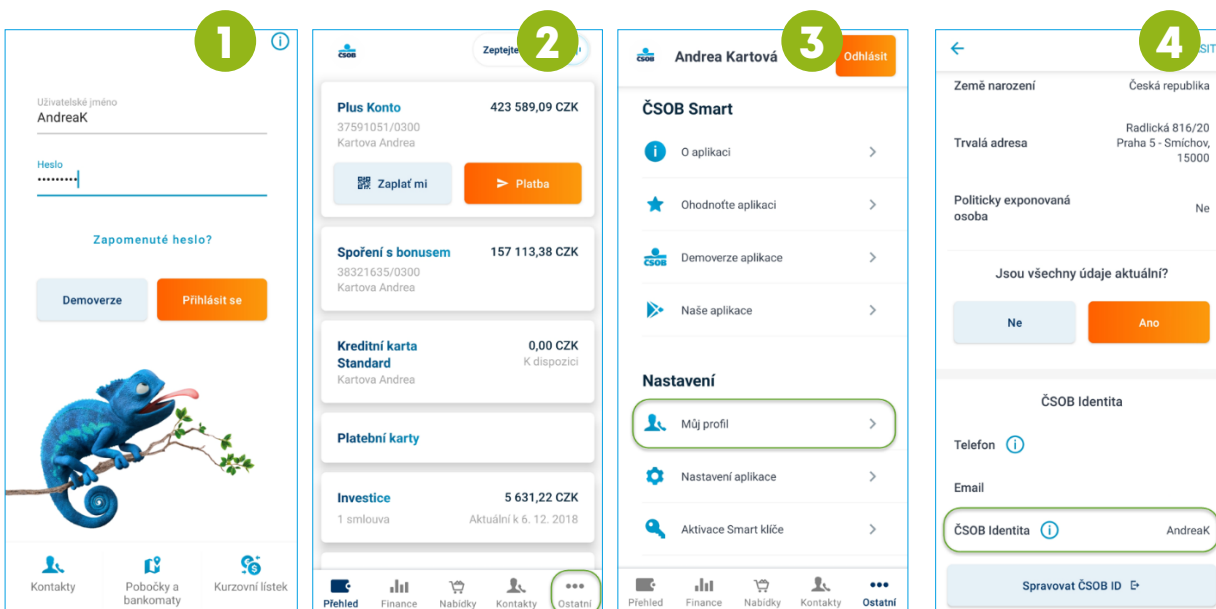 1
Uživatelské jméno
AndreaK
Heslo
•••••••••
Zapomenuté heslo?
Demoverze
Přihlásit se
Kontakty
Pobočky a
bankomaty
Kurzovní lístek
2
ČSOB
Plus Konto 423 589,09 CZK
37591051/0300
Kartova Andrea
Zaplať mi
Platba
Spoření s bonusem 157 113,38 CZK
38321635/0300
Kartova Andrea
Kreditní karta 0,00 CZK
Standard K dispozici
Kartova Andrea
Platební karty
Investice 5 631,22 CZK
1 smlouva Aktuální k 6. 12. 2018
Přehled Finance Nabídky Kontakty Ostatní
3
ČSOB
Andrea Kartová
Odhlásit
ČSOB Smart
O aplikaci
Ohodnoťte aplikaci
ČSOB
Demoverze aplikace
Naše aplikace
Nastavení
Můj profil
Nastavení aplikace
Aktivace Smart klíče
Přehled Finance Nabídky Kontakty Ostatní
4
Země narození Česká republika
Trvalá adresa Radlická 816/20
Praha 5 - Smíchov,
15000
Politicky exponovaná
osoba Ne
Jsou všechny údaje aktuální?
Ne
Ano
ČSOB Identita
Telefon
Email
ČSOB Identita AndreaK
Spravovat ČSOB ID